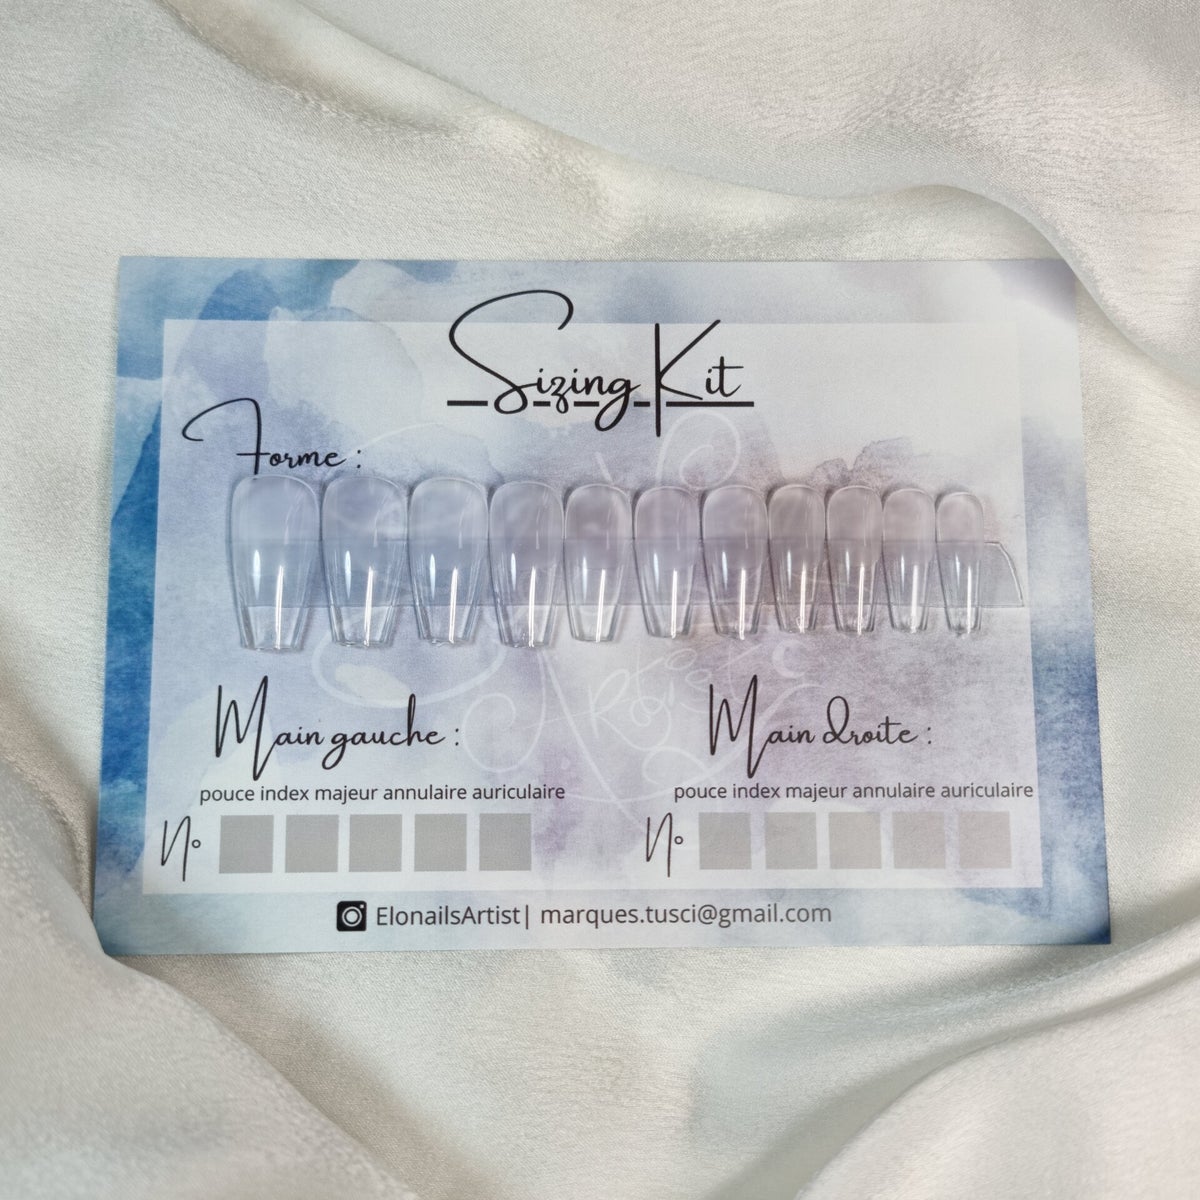 Sizing Kit
Forme :
Main gauche :
pouce index majeur annulaire auriculaire
N°
Main droite :
pouce index majeur annulaire auriculaire
N°
ElonailsArtist| marques.tusci@gmail.com
Artist